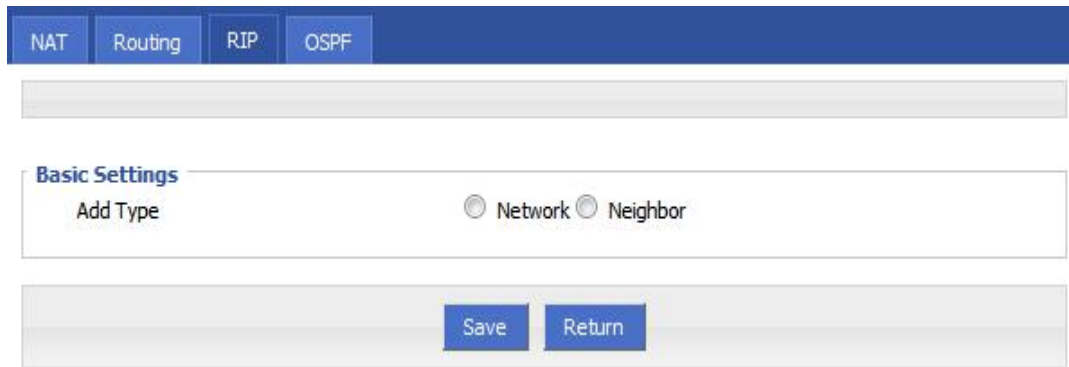 NAT Routing RIP OSPF
Basic Settings
Add Type Network Neighbor
Save Return